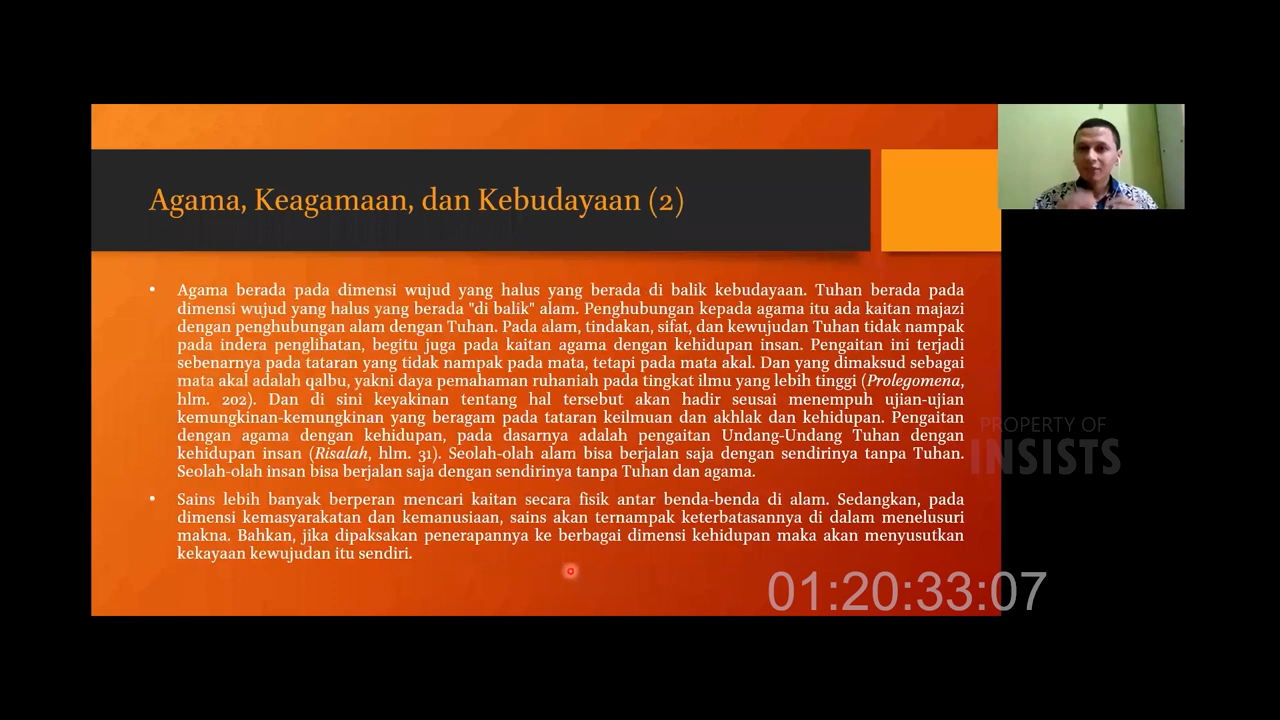 Agama, Keagamaan, dan Kebudayaan (2)
• Agama berada pada dimensi wujud yang halus yang berada di balik kebudayaan. Tuhan berada pada
dimensi wujud yang halus yang berada "di balik" alam. Penghubungan kepada agama itu ada kaitan majazi
dengan penghubungan alam dengan Tuhan. Pada alam, tindakan, sifat, dan kewujudan Tuhan tidak nampak
pada indera penglihatan, begitu juga pada kaitan agama dengan kehidupan insan. Pengaitan ini terjadi
sebenarnya pada tataran yang tidak nampak pada mata, tetapi pada mata akal. Dan yang dimaksud sebagai
mata akal adalah qalbu, yakni daya pemahaman ruhaniah pada tingkat ilmu yang lebih tinggi (Prolegomena,
hlm. 202). Dan di sini keyakinan tentang hal tersebut akan hadir seusai menempuh ujian-ujian
kemungkinan-kemungkinan yang beragam pada tataran keilmuan dan akhlak dan kehidupan. Pengaitan
dengan agama dengan kehidupan, pada dasarnya adalah pengaitan Undang-Undang Tuhan dengan
kehidupan insan (Risalah, hlm. 31). Seolah-olah alam bisa berjalan saja dengan sendirinya tanpa Tuhan.
Seolah-olah insan bisa berjalan saja dengan sendirinya tanpa Tuhan dan agama.
• Sains lebih banyak berperan mencari kaitan secara fisik antar benda-benda di alam. Sedangkan, pada
dimensi kemasyarakatan dan kemanusiaan, sains akan ternampak keterbatasannya di dalam menelusuri
makna. Bahkan, jika dipaksakan penerapannya ke berbagai dimensi kehidupan maka akan menyusutkan
kekayaan kewujudan itu sendiri.
PROPERTY OF
INSISTS
01:20:33:07